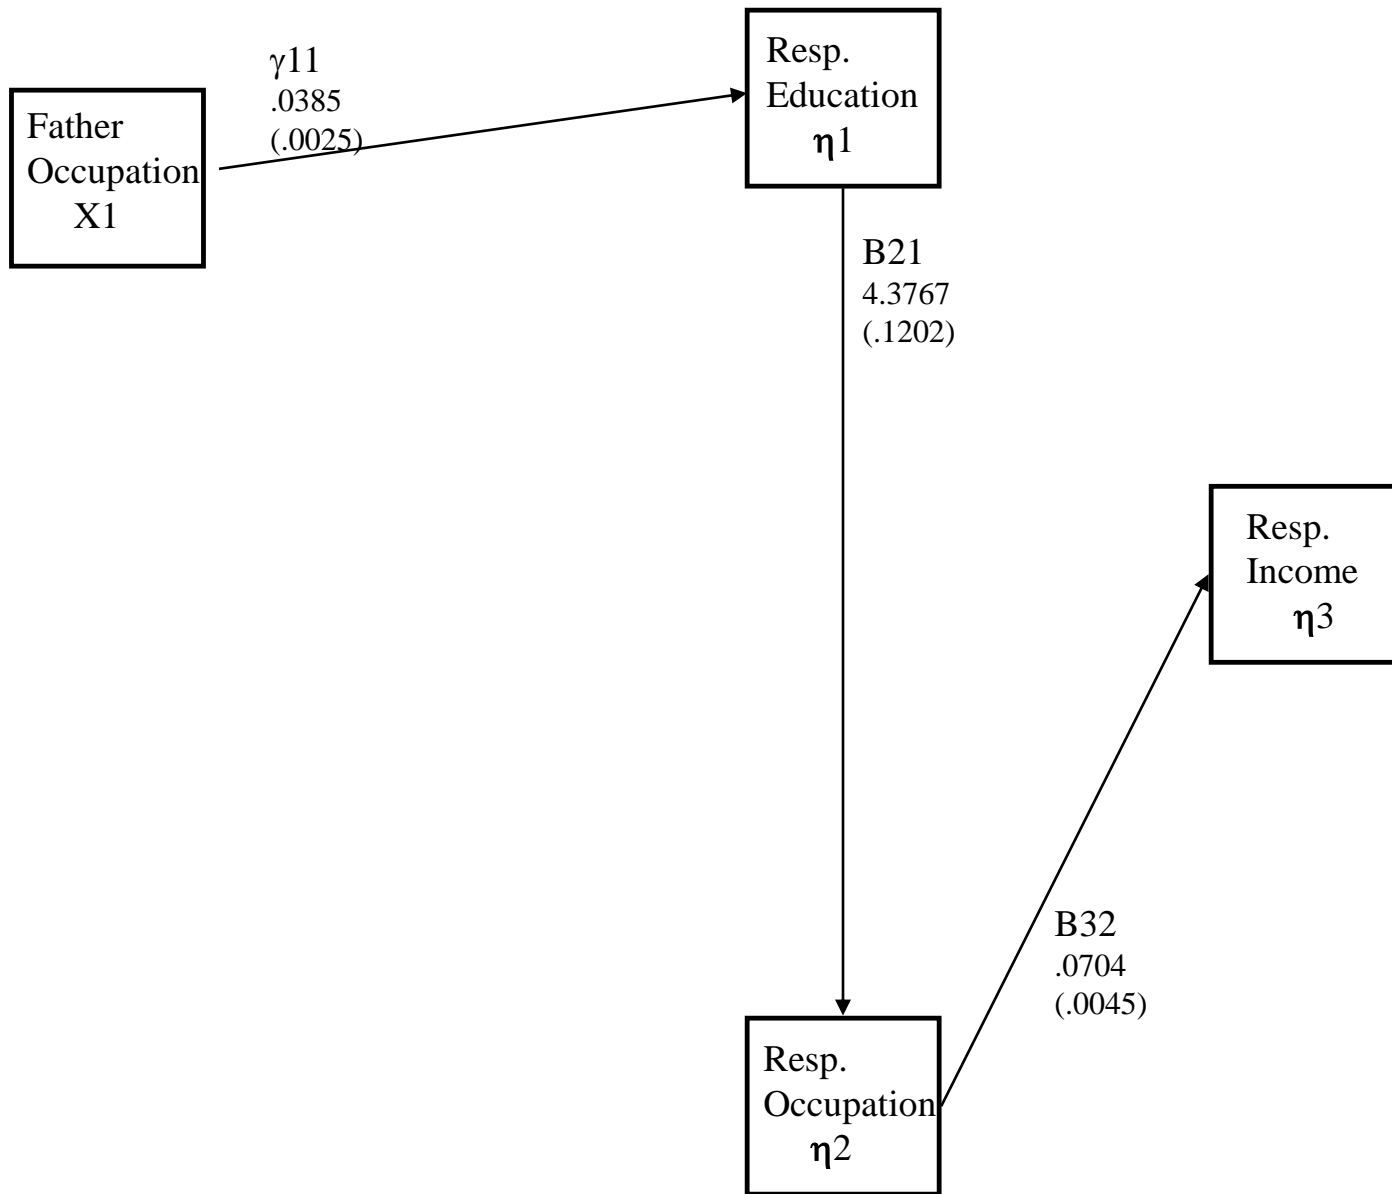 Father
Occupation
X1
γ11
.0385
(.0025)
Resp.
Education
η1
B21
4.3767
(.1202)
Resp.
Income
η3
B32
.0704
(.0045)
Resp.
Occupation
η2